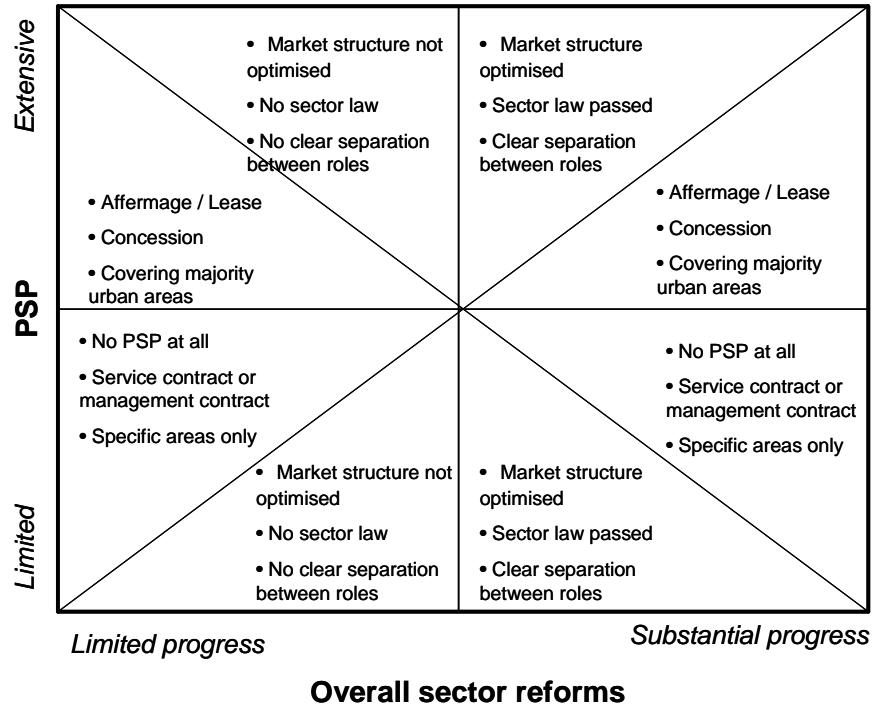 Extensive
PSP
Limited
• Market structure not
optimised
• No sector law
• No clear separation
between roles
• Market structure
optimised
• Sector law passed
• Clear separation
between roles
• Affermage / Lease
• Concession
• Covering majority
urban areas
• Affermage / Lease
• Concession
• Covering majority
urban areas
• No PSP at all
• Service contract or
management contract
• Specific areas only
• No PSP at all
• Service contract or
management contract
• Specific areas only
• Market structure not
optimised
• No sector law
• No clear separation
between roles
• Market structure
optimised
• Sector law passed
• Clear separation
between roles
Limited progress
Substantial progress
Overall sector reforms